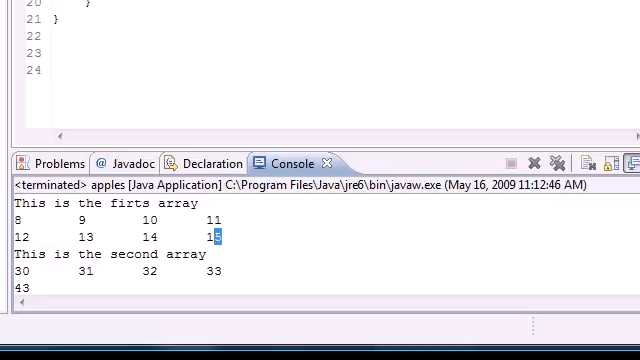 20 }
21 }
22
23
24
Problems @ Javadoc Declaration Console
<terminated> apples [Java Application] C:\Program Files\Java\jre6\bin\javaw.exe (May 16, 2009 11:12:46 AM)
This is the firts array
8 9 10 11
12 13 14 15
This is the second array
30 31 32 33
43